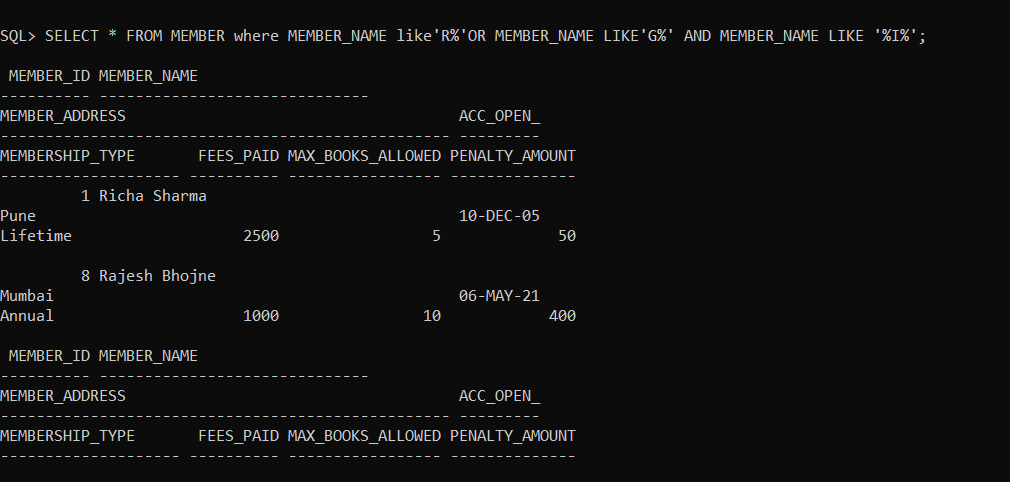 SQL> SELECT * FROM MEMBER where MEMBER_NAME like'R%'OR MEMBER_NAME LIKE'G%' AND MEMBER_NAME LIKE '%I%';
 MEMBER_ID MEMBER_NAME
---------- ------------------------------
MEMBER_ADDRESS                                     ACC_OPEN_
-------------------------------------------------- ---------
MEMBERSHIP_TYPE       FEES_PAID MAX_BOOKS_ALLOWED PENALTY_AMOUNT
-------------------- ---------- ----------------- --------------
         1 Richa Sharma
Pune                                               10-DEC-05
Lifetime                   2500                 5             50
         8 Rajesh Bhojne
Mumbai                                             06-MAY-21
Annual                     1000                10            400
 MEMBER_ID MEMBER_NAME
---------- ------------------------------
MEMBER_ADDRESS                                     ACC_OPEN_
-------------------------------------------------- ---------
MEMBERSHIP_TYPE       FEES_PAID MAX_BOOKS_ALLOWED PENALTY_AMOUNT
-------------------- ---------- ----------------- --------------